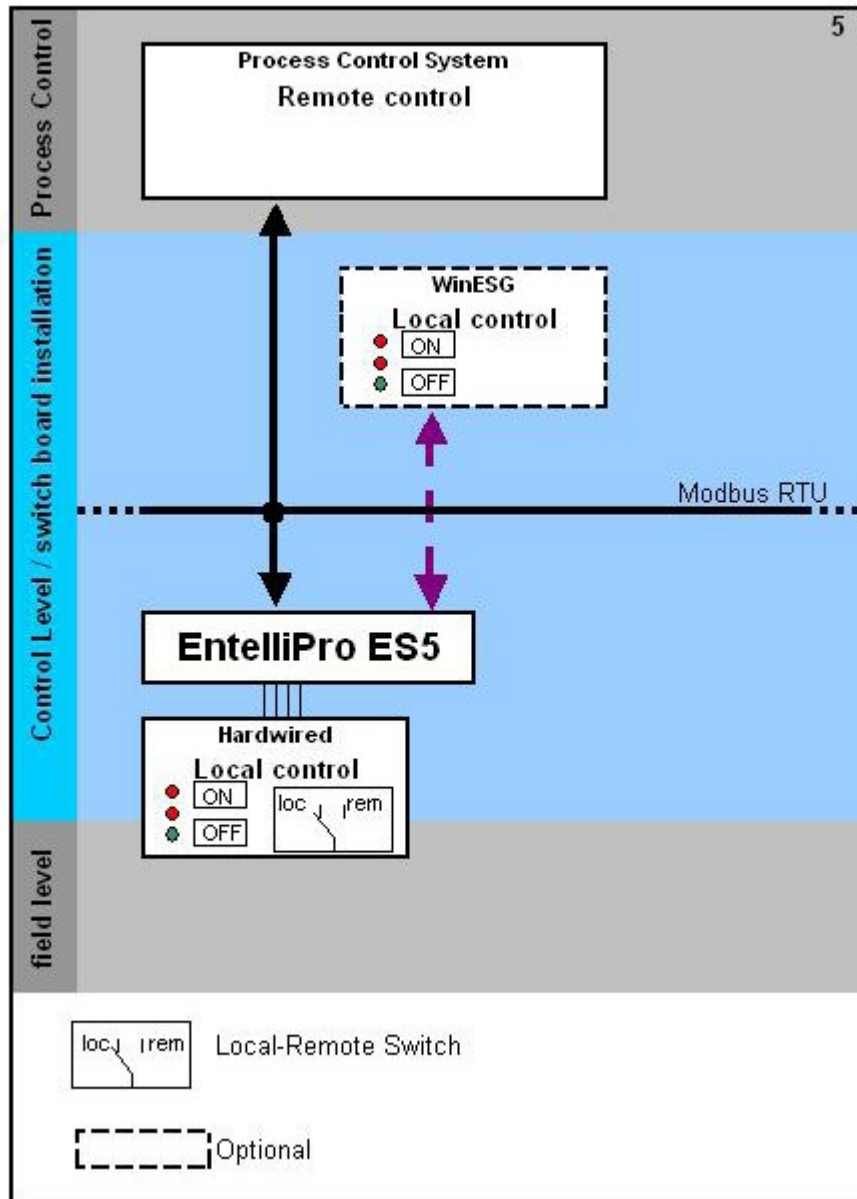 5
Process Control
Process Control System
Remote control
Control Level / switch board installation
WinESG
Local control
ON
OFF
Modbus RTU
EntelliPro ES5
Hardwired
Local control
ON
OFF
loc rem
field level
loc rem
Local-Remote Switch
Optional